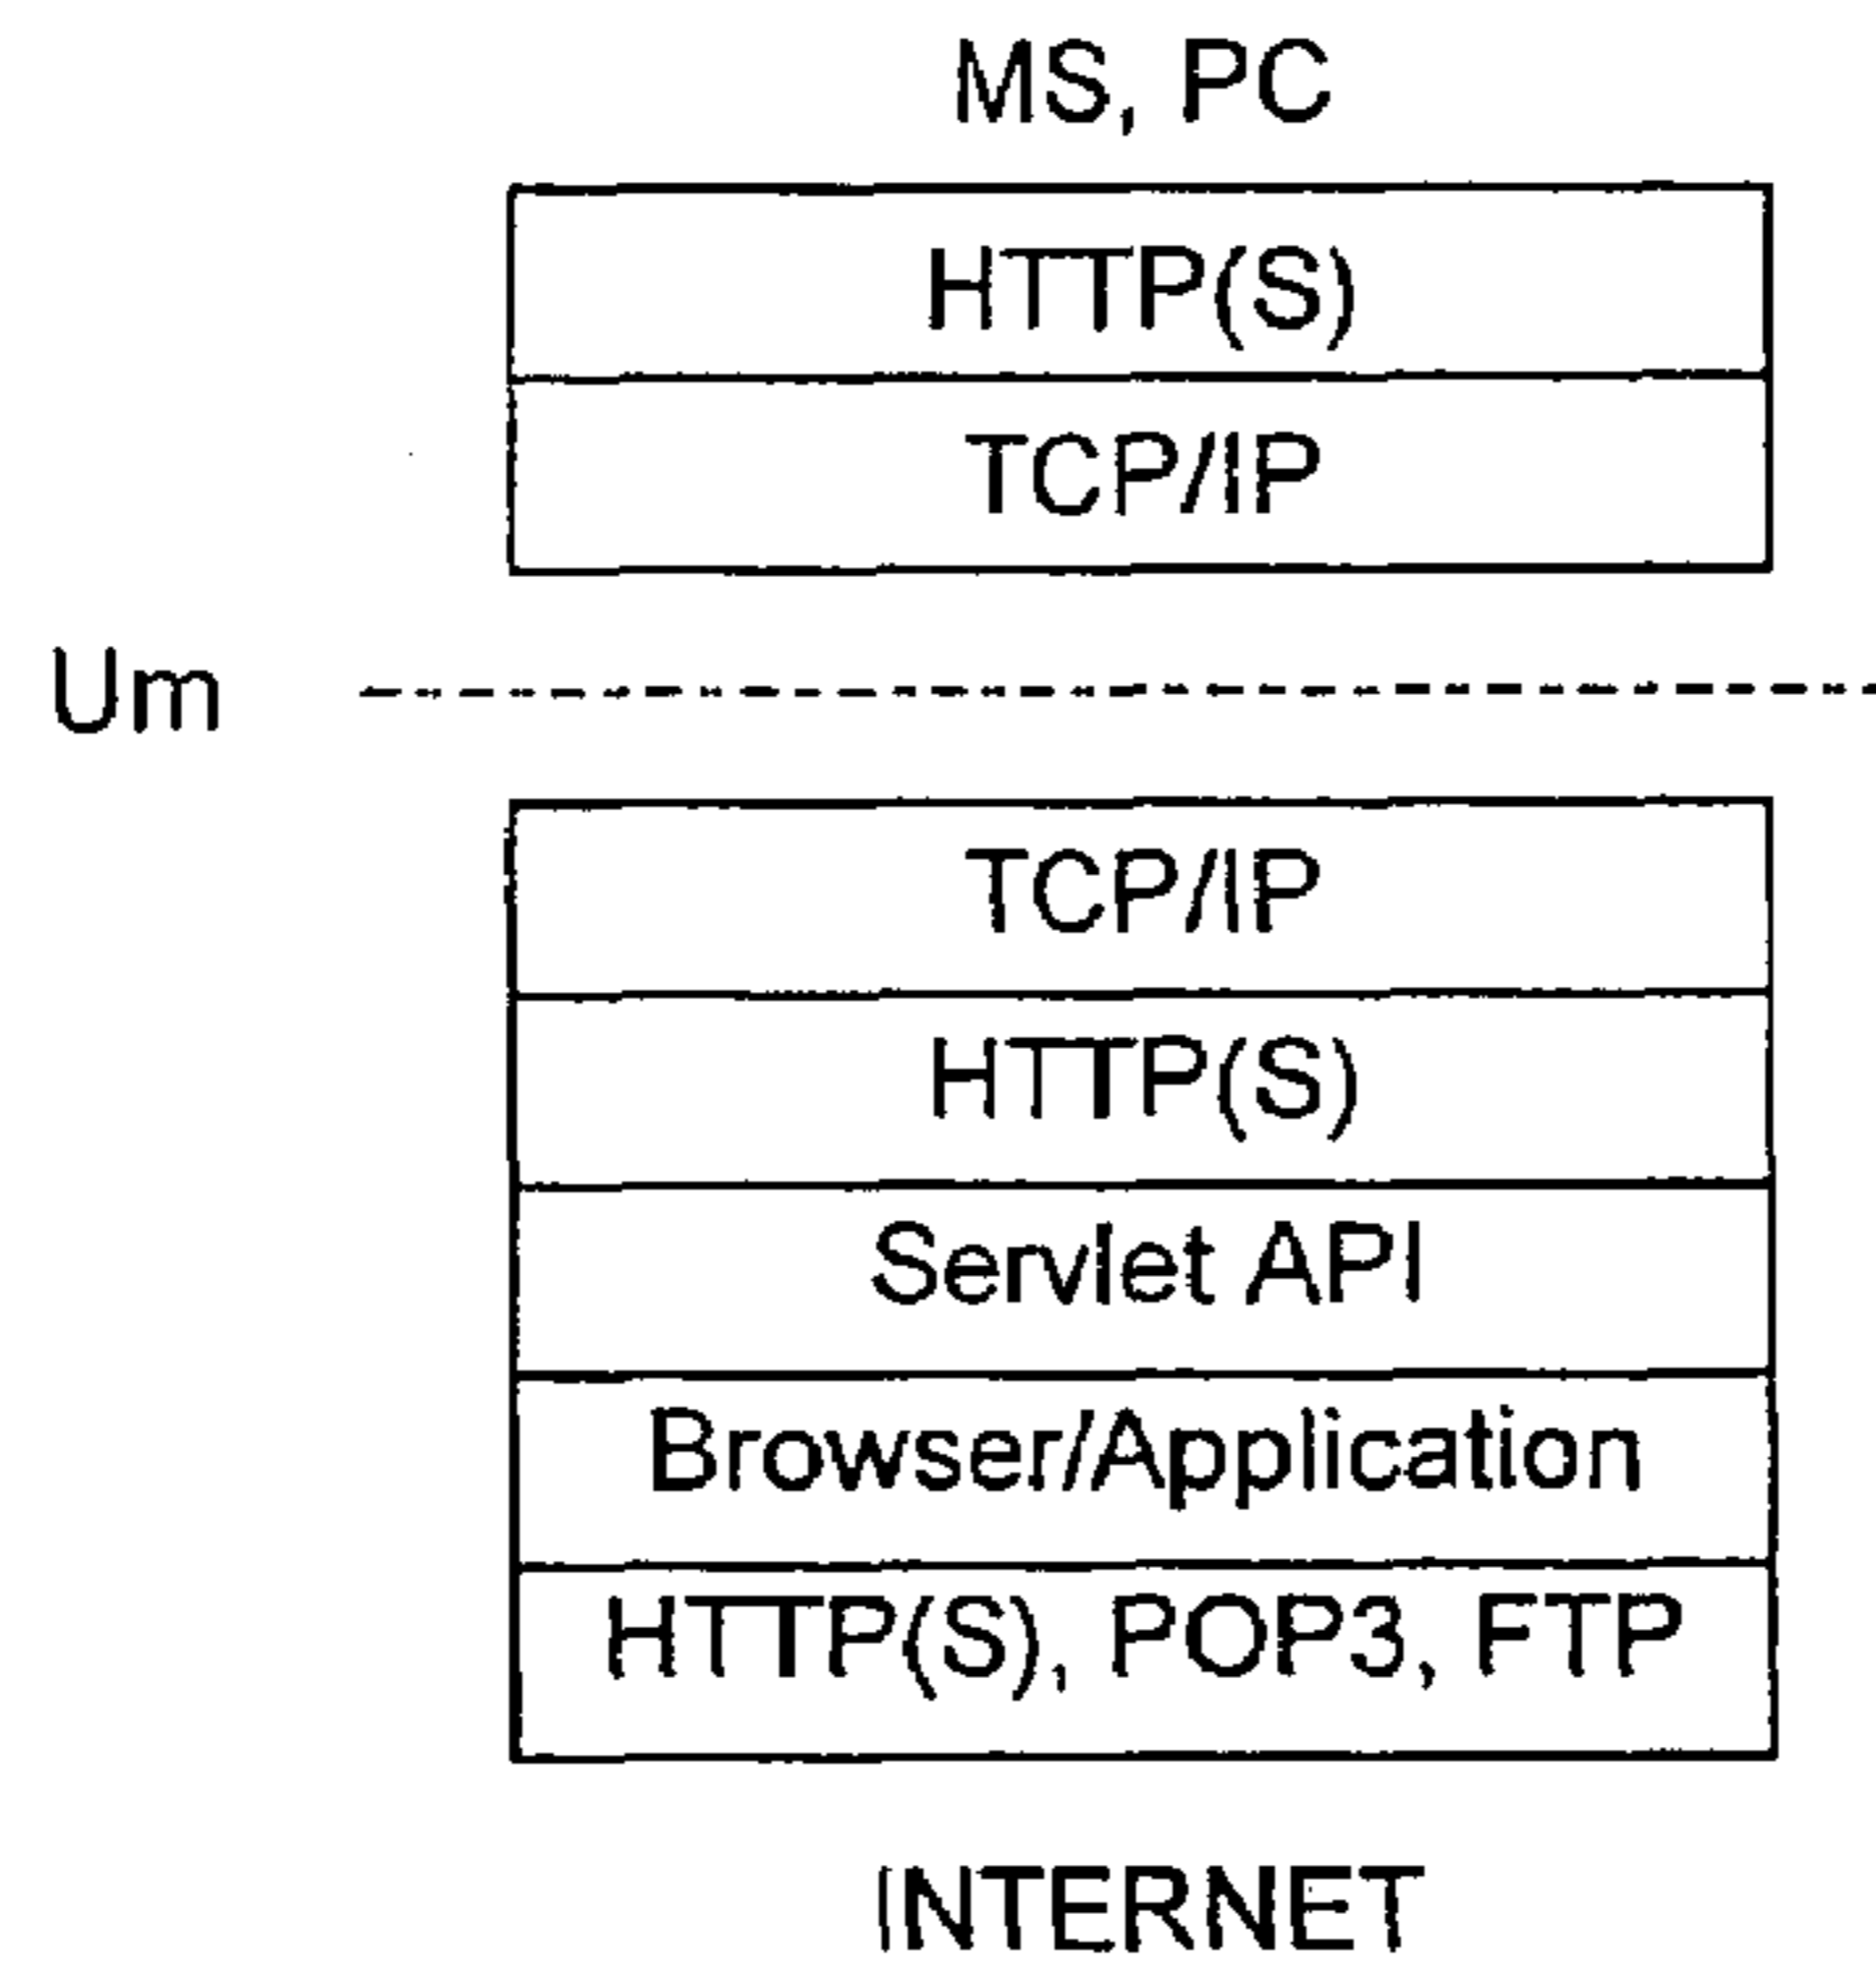 MS, PC
HTTP(S)
TCP/IP
Um
TCP/IP
HTTP(S)
Servlet API
Browser/Application
HTTP(S), POP3, FTP
INTERNET